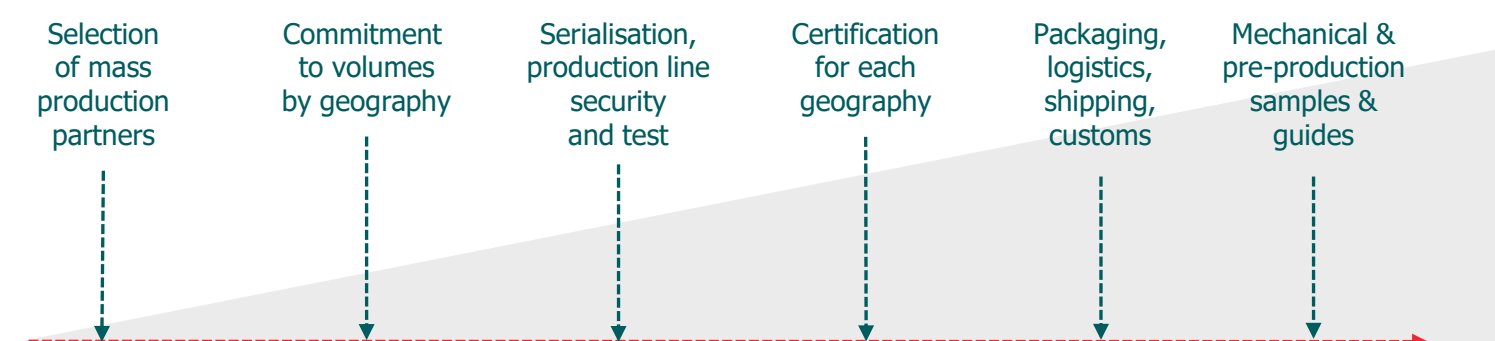 Selection
of mass
production
partners
Commitment
to volumes
by geography
Serialisation,
production line
security
and test
Certification
for each
geography
Packaging,
logistics,
shipping,
customs
Mechanical &
pre-production
samples &
guides